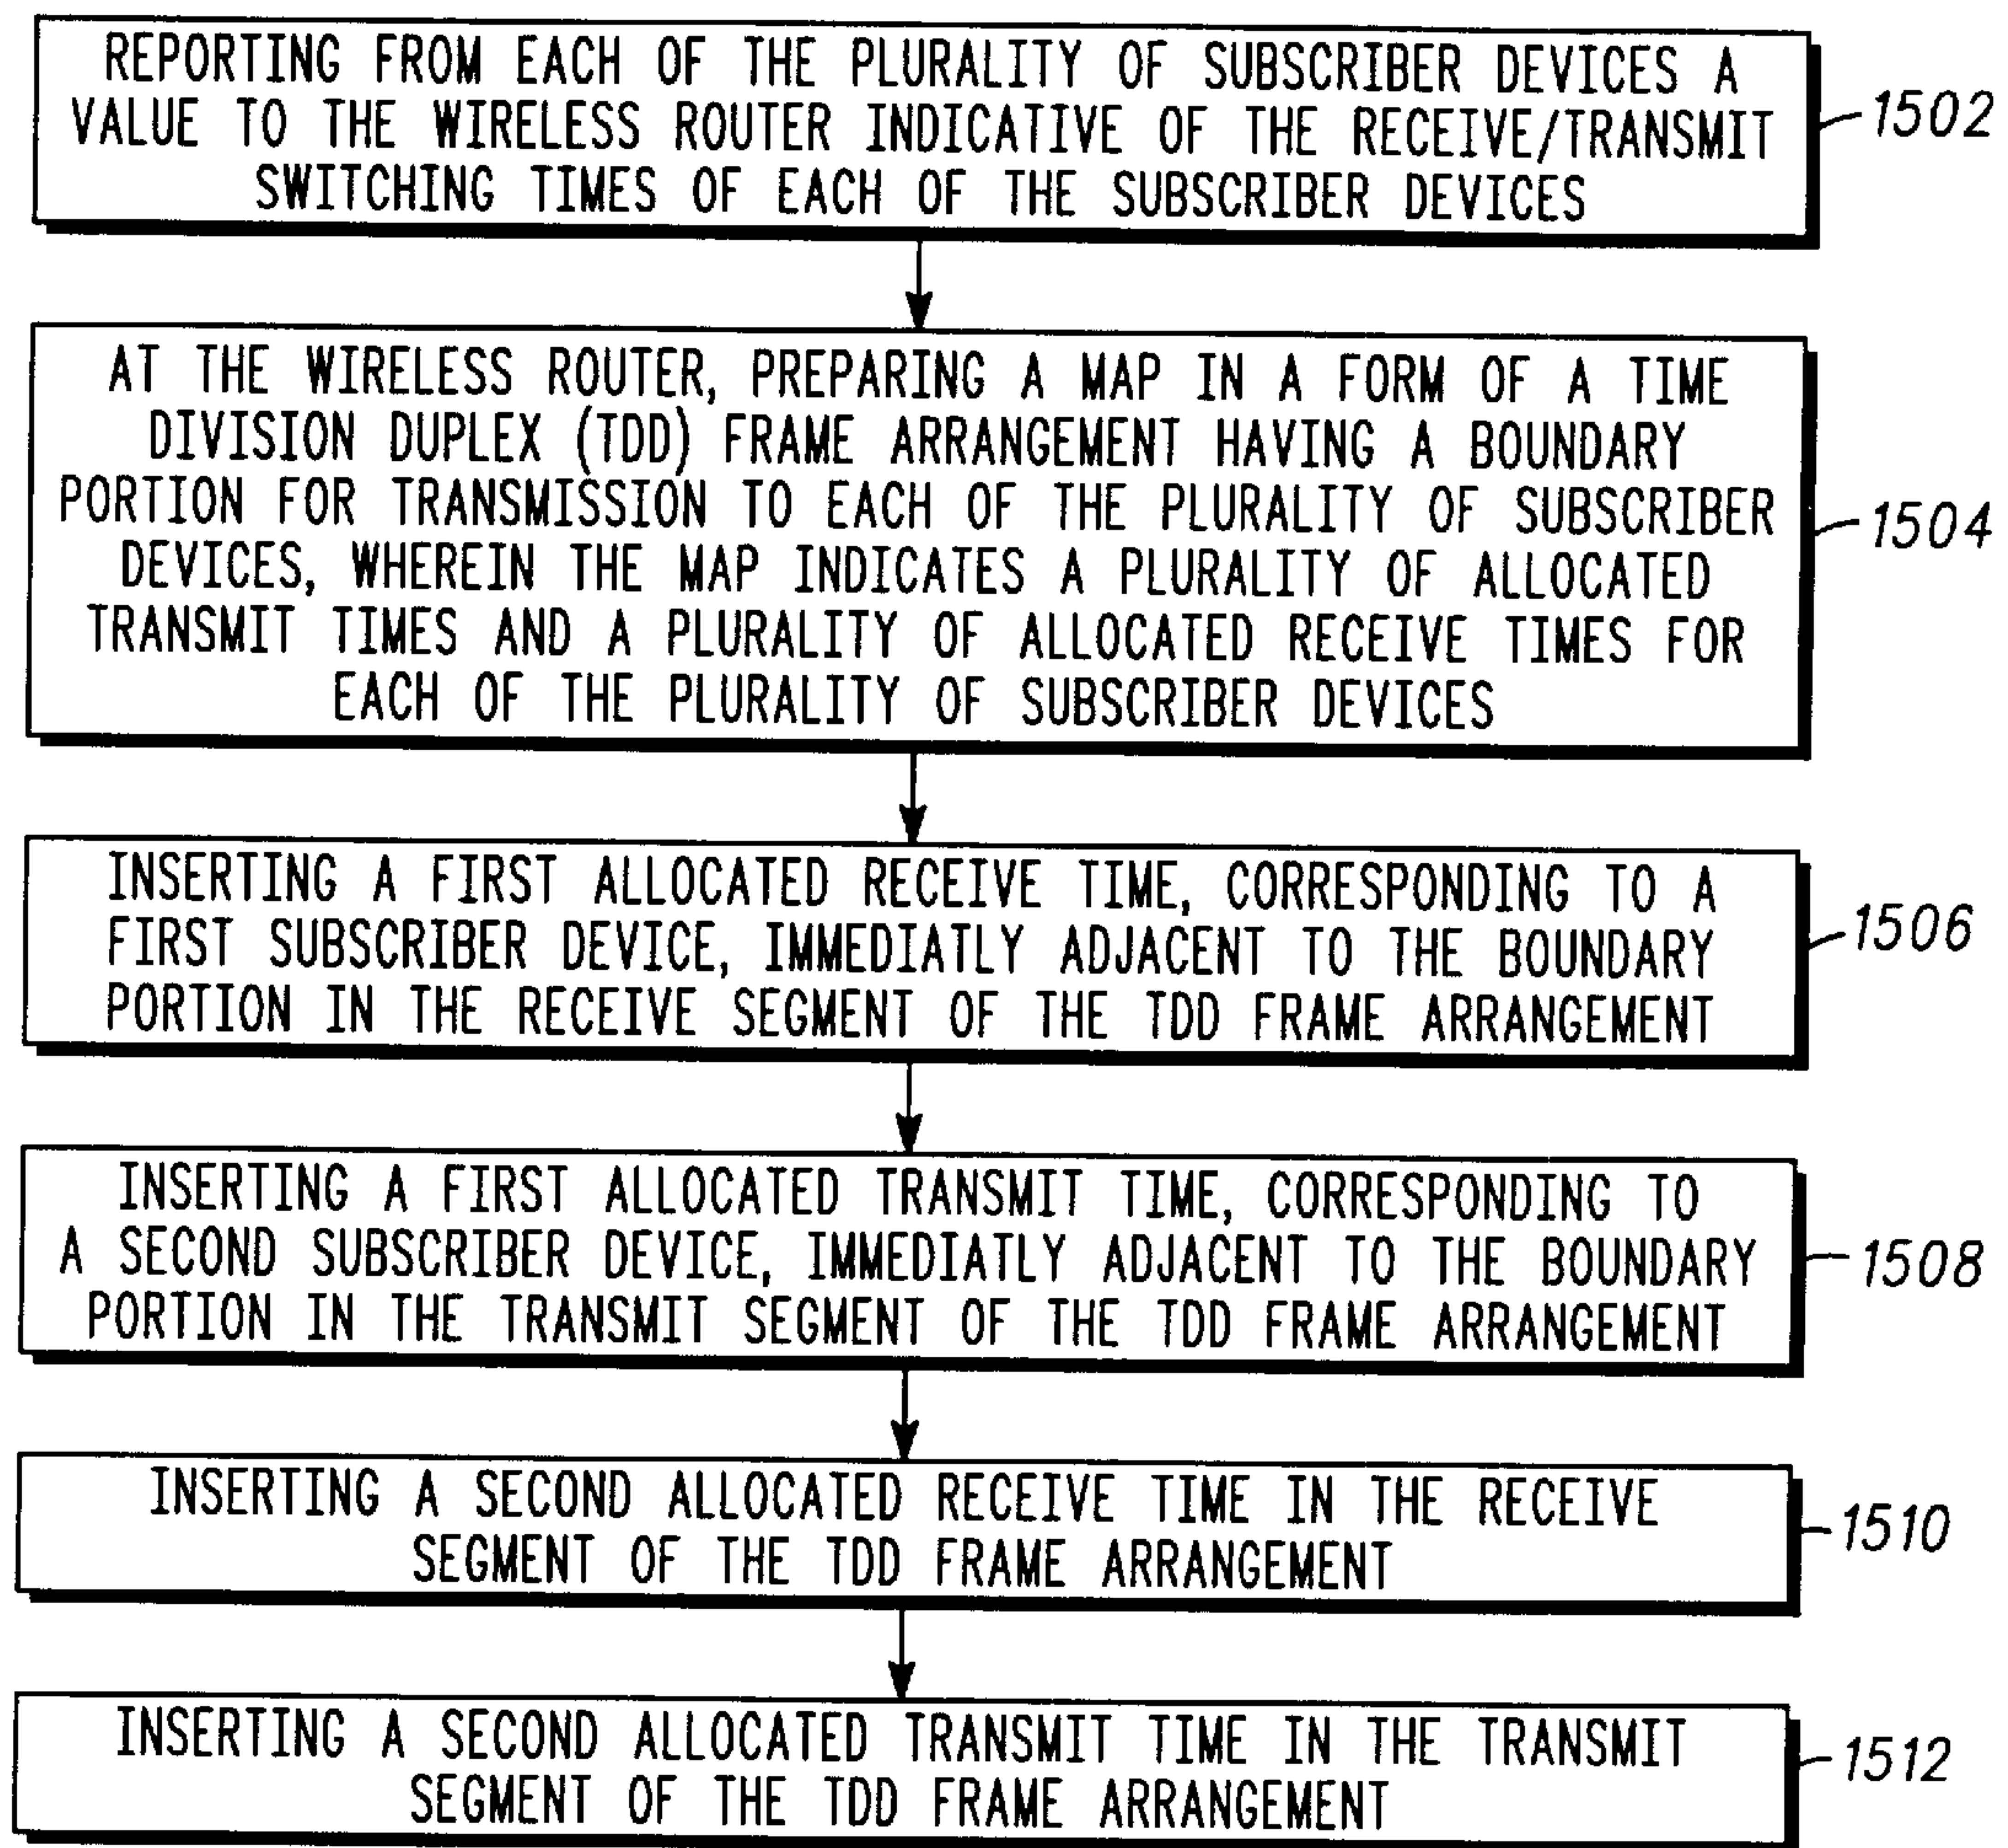 REPORTING FROM EACH OF THE PLURALITY OF SUBSCRIBER DEVICES A
VALUE TO THE WIRELESS ROUTER INDICATIVE OF THE RECEIVE/TRANSMIT
SWITCHING TIMES OF EACH OF THE SUBSCRIBER DEVICES
1502
AT THE WIRELESS ROUTER, PREPARING A MAP IN A FORM OF A TIME
DIVISION DUPLEX (TDD) FRAME ARRANGEMENT HAVING A BOUNDARY
PORTION FOR TRANSMISSION TO EACH OF THE PLURALITY OF SUBSCRIBER
DEVICES, WHEREIN THE MAP INDICATES A PLURALITY OF ALLOCATED
TRANSMIT TIMES AND A PLURALITY OF ALLOCATED RECEIVE TIMES FOR
EACH OF THE PLURALITY OF SUBSCRIBER DEVICES
1504
INSERTING A FIRST ALLOCATED RECEIVE TIME, CORRESPONDING TO A
FIRST SUBSCRIBER DEVICE, IMMEDIATLY ADJACENT TO THE BOUNDARY
PORTION IN THE RECEIVE SEGMENT OF THE TDD FRAME ARRANGEMENT
1506
INSERTING A FIRST ALLOCATED TRANSMIT TIME, CORRESPONDING TO
A SECOND SUBSCRIBER DEVICE, IMMEDIATLY ADJACENT TO THE BOUNDARY
PORTION IN THE TRANSMIT SEGMENT OF THE TDD FRAME ARRANGEMENT
1508
INSERTING A SECOND ALLOCATED RECEIVE TIME IN THE RECEIVE
SEGMENT OF THE TDD FRAME ARRANGEMENT
1510
INSERTING A SECOND ALLOCATED TRANSMIT TIME IN THE TRANSMIT
SEGMENT OF THE TDD FRAME ARRANGEMENT
1512